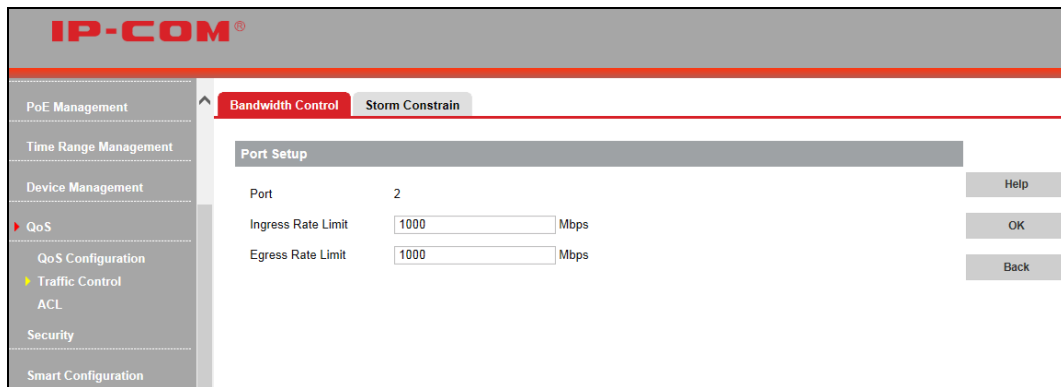 IP-COM®
PoE Management
Time Range Management
Device Management
QoS
QoS Configuration
Traffic Control
ACL
Security
Smart Configuration
Bandwidth Control Storm Constrain
Port Setup
Port 2
Ingress Rate Limit 1000 Mbps
Egress Rate Limit 1000 Mbps
Help
OK
Back